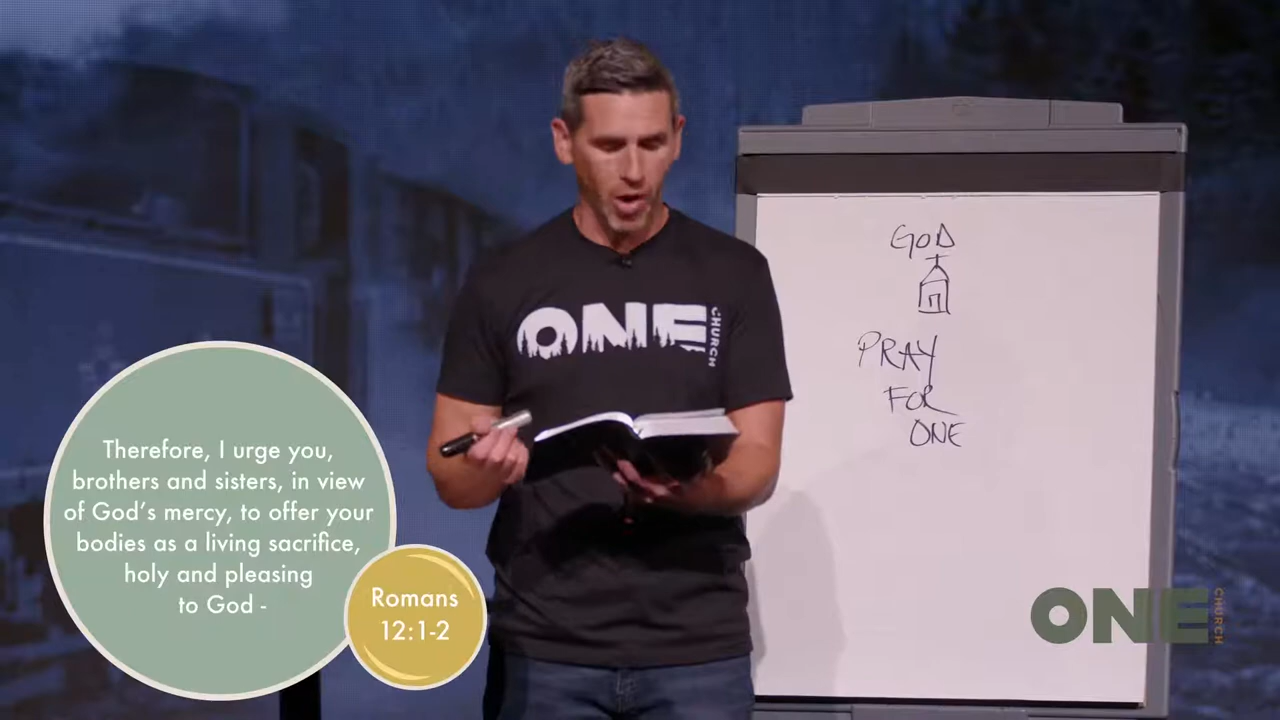 Therefore, I urge you,
brothers and sisters, in view
of God's mercy, to offer your
bodies as a living sacrifice,
holy and pleasing
to God -
Romans
12:1-2
ONE
CHURCH
GOD
PRAY
FOR
ONE
ONE
CHURCH